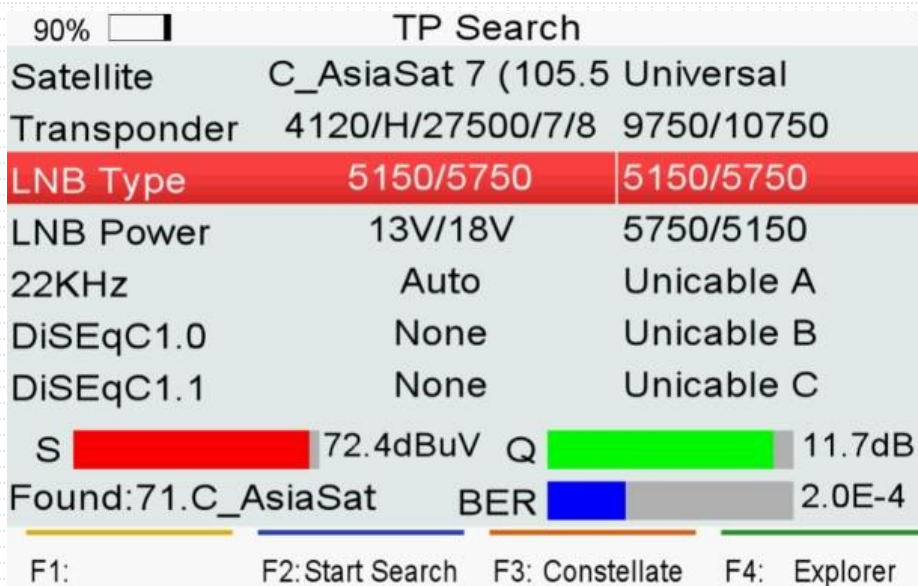 90% TP Search
Satellite C_AsiaSat 7 (105.5 Universal
Transponder 4120/H/27500/7/8 9750/10750
LNB Type 5150/5750 5150/5750
LNB Power 13V/18V 5750/5150
22KHz Auto Unicable A
DiSEqC1.0 None Unicable B
DiSEqC1.1 None Unicable C
S 72.4dBuV Q 11.7dB
Found:71.C_AsiaSat BER 2.0E-4
F1: F2:Start Search F3: Constellate F4: Explorer